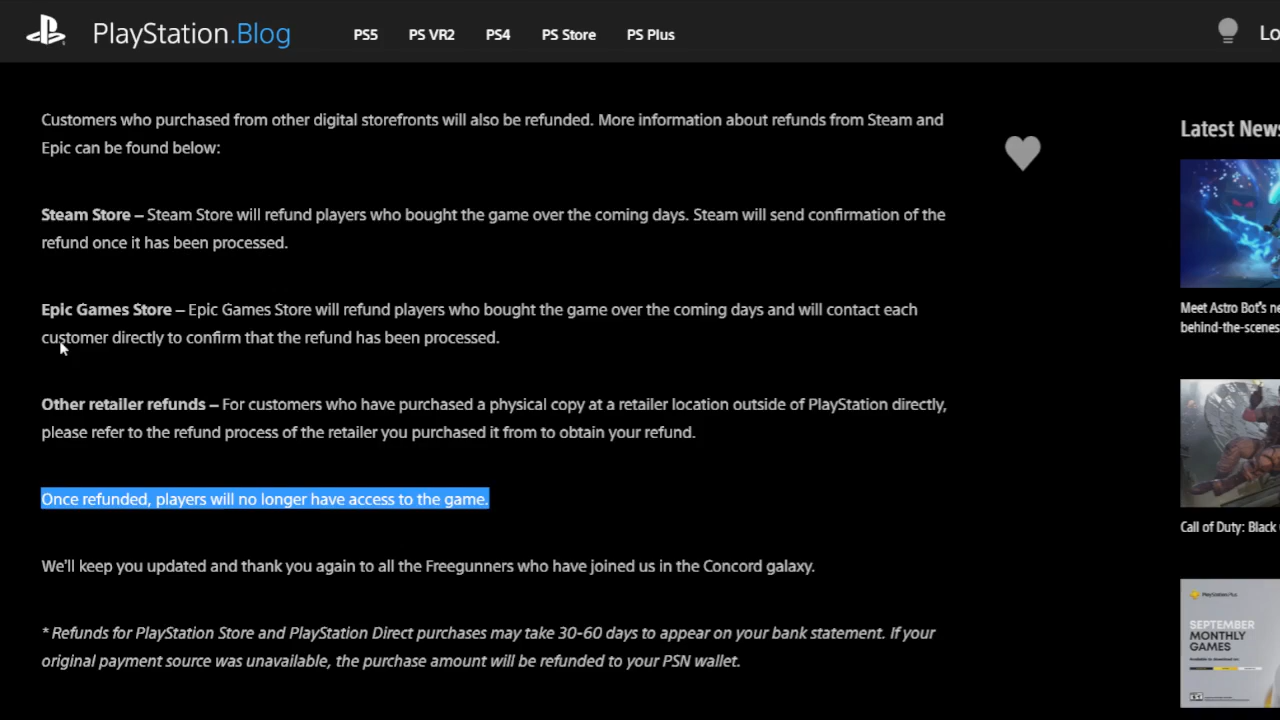 PlayStation.Blog PS5 PS VR2 PS4 PS Store PS Plus Lo
Customers who purchased from other digital storefronts will also be refunded. More information about refunds from Steam and
Epic can be found below:
Steam Store – Steam Store will refund players who bought the game over the coming days. Steam will send confirmation of the
refund once it has been processed.
Epic Games Store – Epic Games Store will refund players who bought the game over the coming days and will contact each
customer directly to confirm that the refund has been processed.
Other retailer refunds – For customers who have purchased a physical copy at a retailer location outside of PlayStation directly,
please refer to the refund process of the retailer you purchased it from to obtain your refund.
Once refunded, players will no longer have access to the game.
We'll keep you updated and thank you again to all the Freegunners who have joined us in the Concord galaxy.
* Refunds for PlayStation Store and PlayStation Direct purchases may take 30-60 days to appear on your bank statement. If your
original payment source was unavailable, the purchase amount will be refunded to your PSN wallet.
Latest News
Meet Astro Bot's ne
behind-the-scenes
Call of Duty: Black
PlayStation Plus
SEPTEMBER
MONTHLY
GAMES